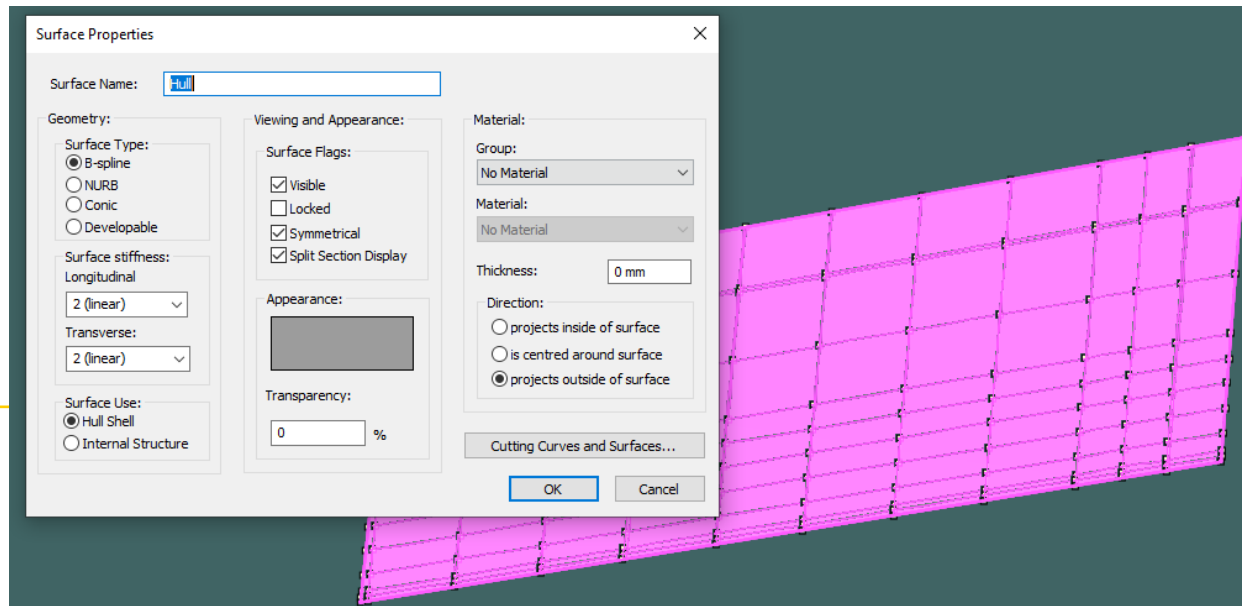 Surface Properties
Surface Name: Hull
Geometry:
Surface Type:
B-spline
NURB
Conic
Developable
Surface stiffness:
Longitudinal
2 (linear)
Transverse:
2 (linear)
Surface Use:
Hull Shell
Internal Structure
Viewing and Appearance:
Surface Flags:
Visible
Locked
Symmetrical
Split Section Display
Appearance:
Transparency:
0 %
Material:
Group:
No Material
Material:
No Material
Thickness: 0 mm
Direction:
projects inside of surface
is centred around surface
projects outside of surface
Cutting Curves and Surfaces...
OK Cancel